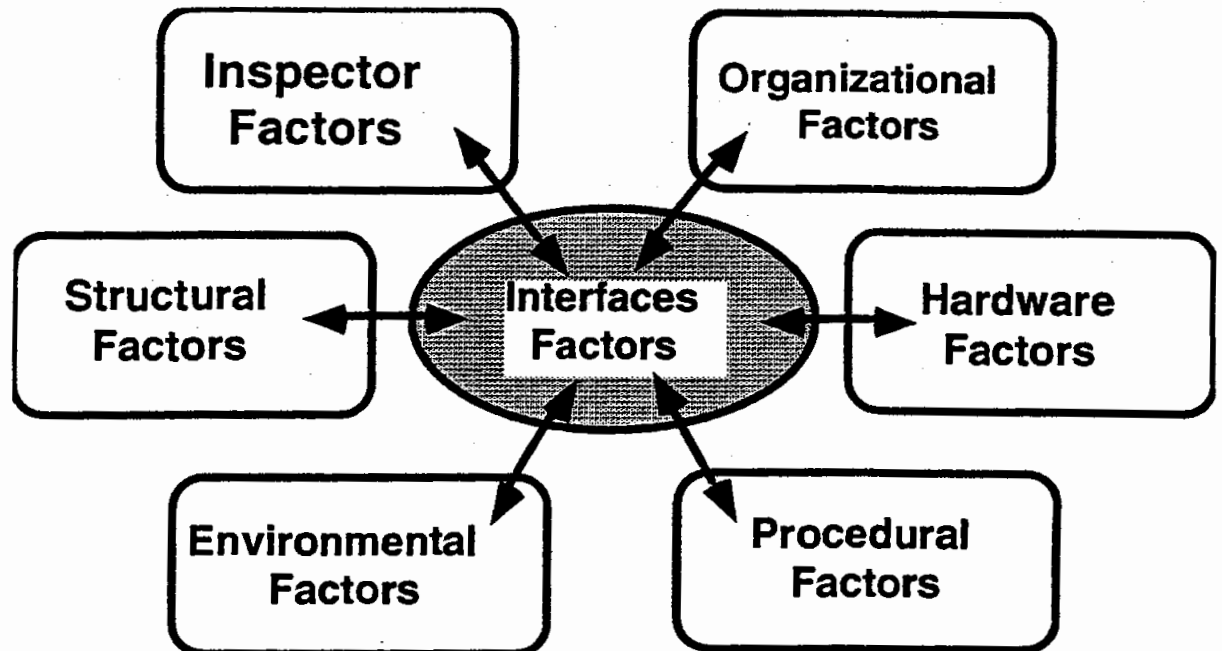 Inspector
Factors
Organizational
Factors
Structural
Factors
Interfaces
Factors
Hardware
Factors
Environmental
Factors
Procedural
Factors